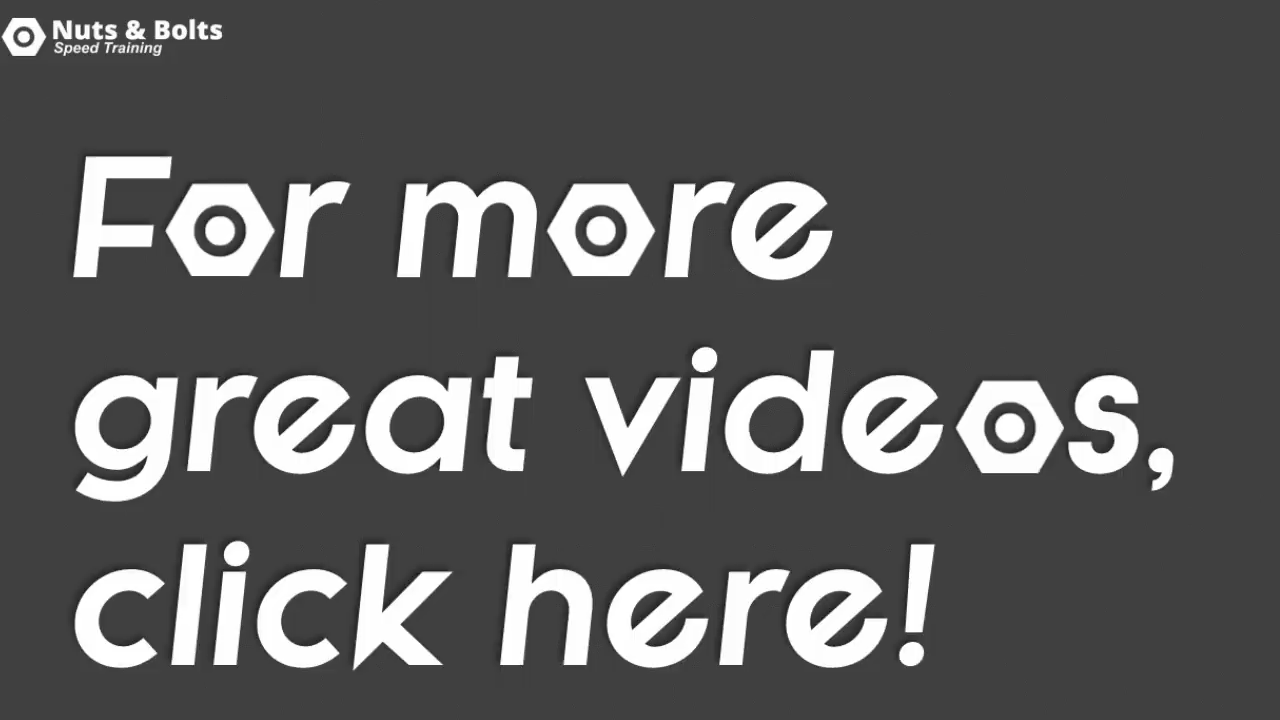 Nuts & Bolts
Speed Training
For more
great videos,
click here!